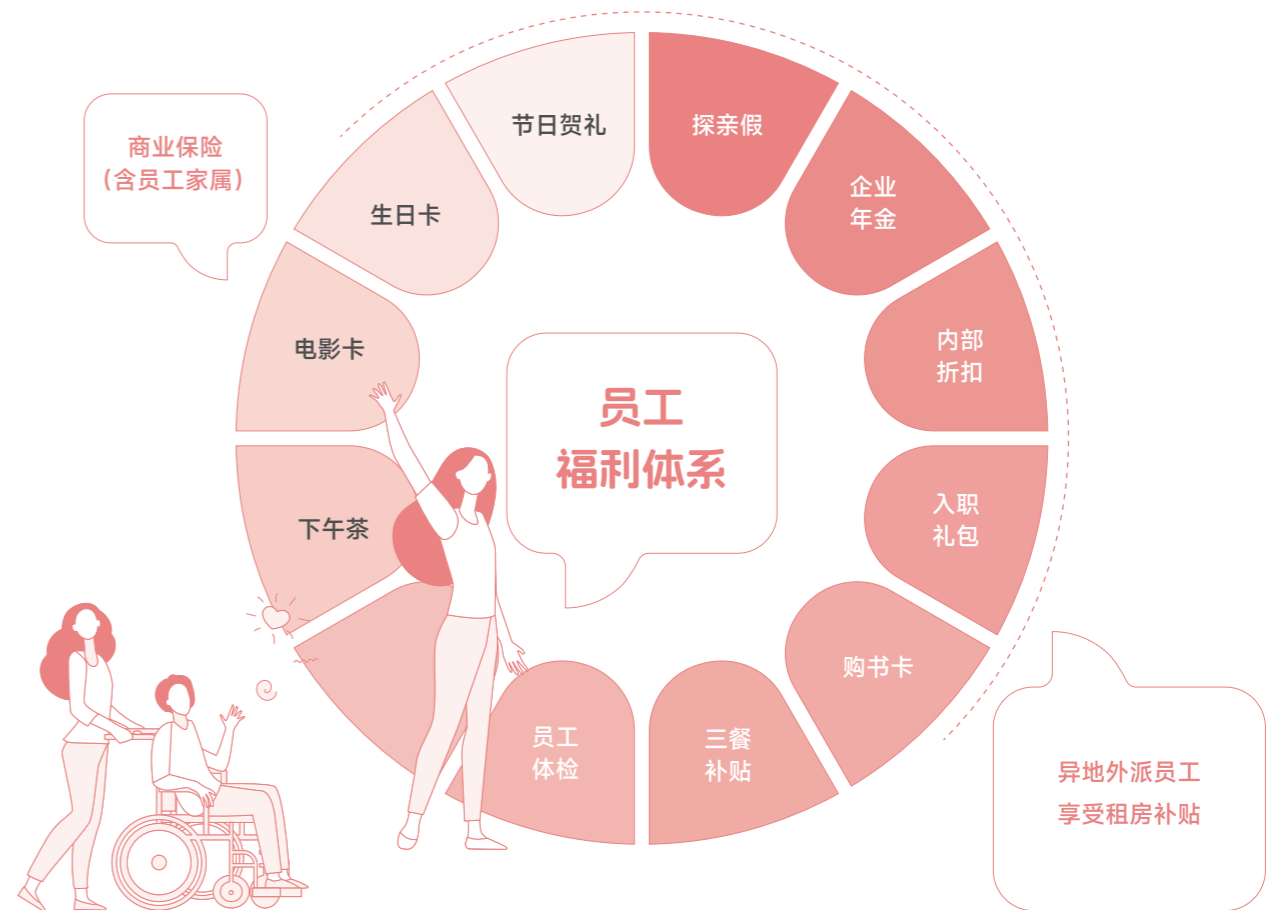 商业保险
(含员工家属)
节日贺礼
探亲假
企业
年金
生日卡
内部
折扣
电影卡
员工
福利体系
入职
礼包
下午茶
购书卡
员工
体检
三餐
补贴
异地外派员工
享受租房补贴